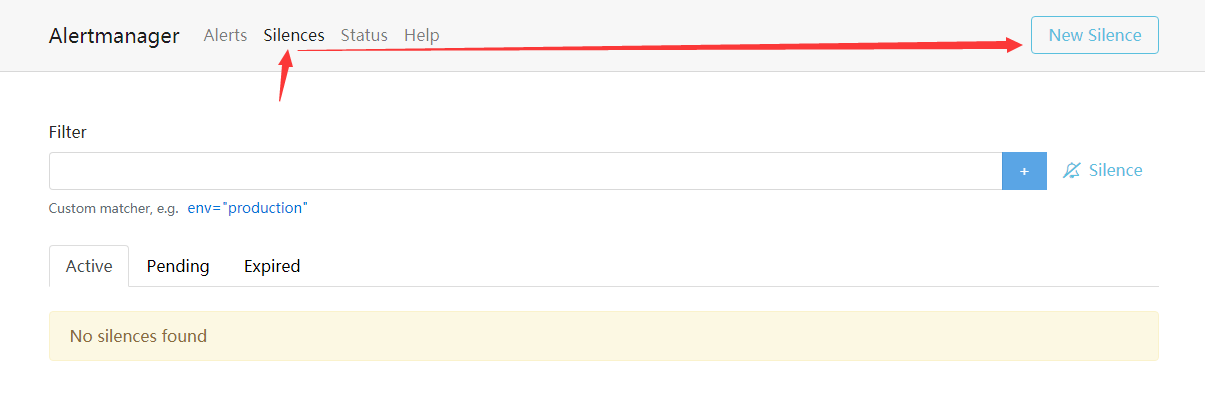 Alertmanager Alerts Silences Status Help New Silence
Filter
+ Silence
Custom matcher, e.g. env="production"
Active Pending Expired
No silences found